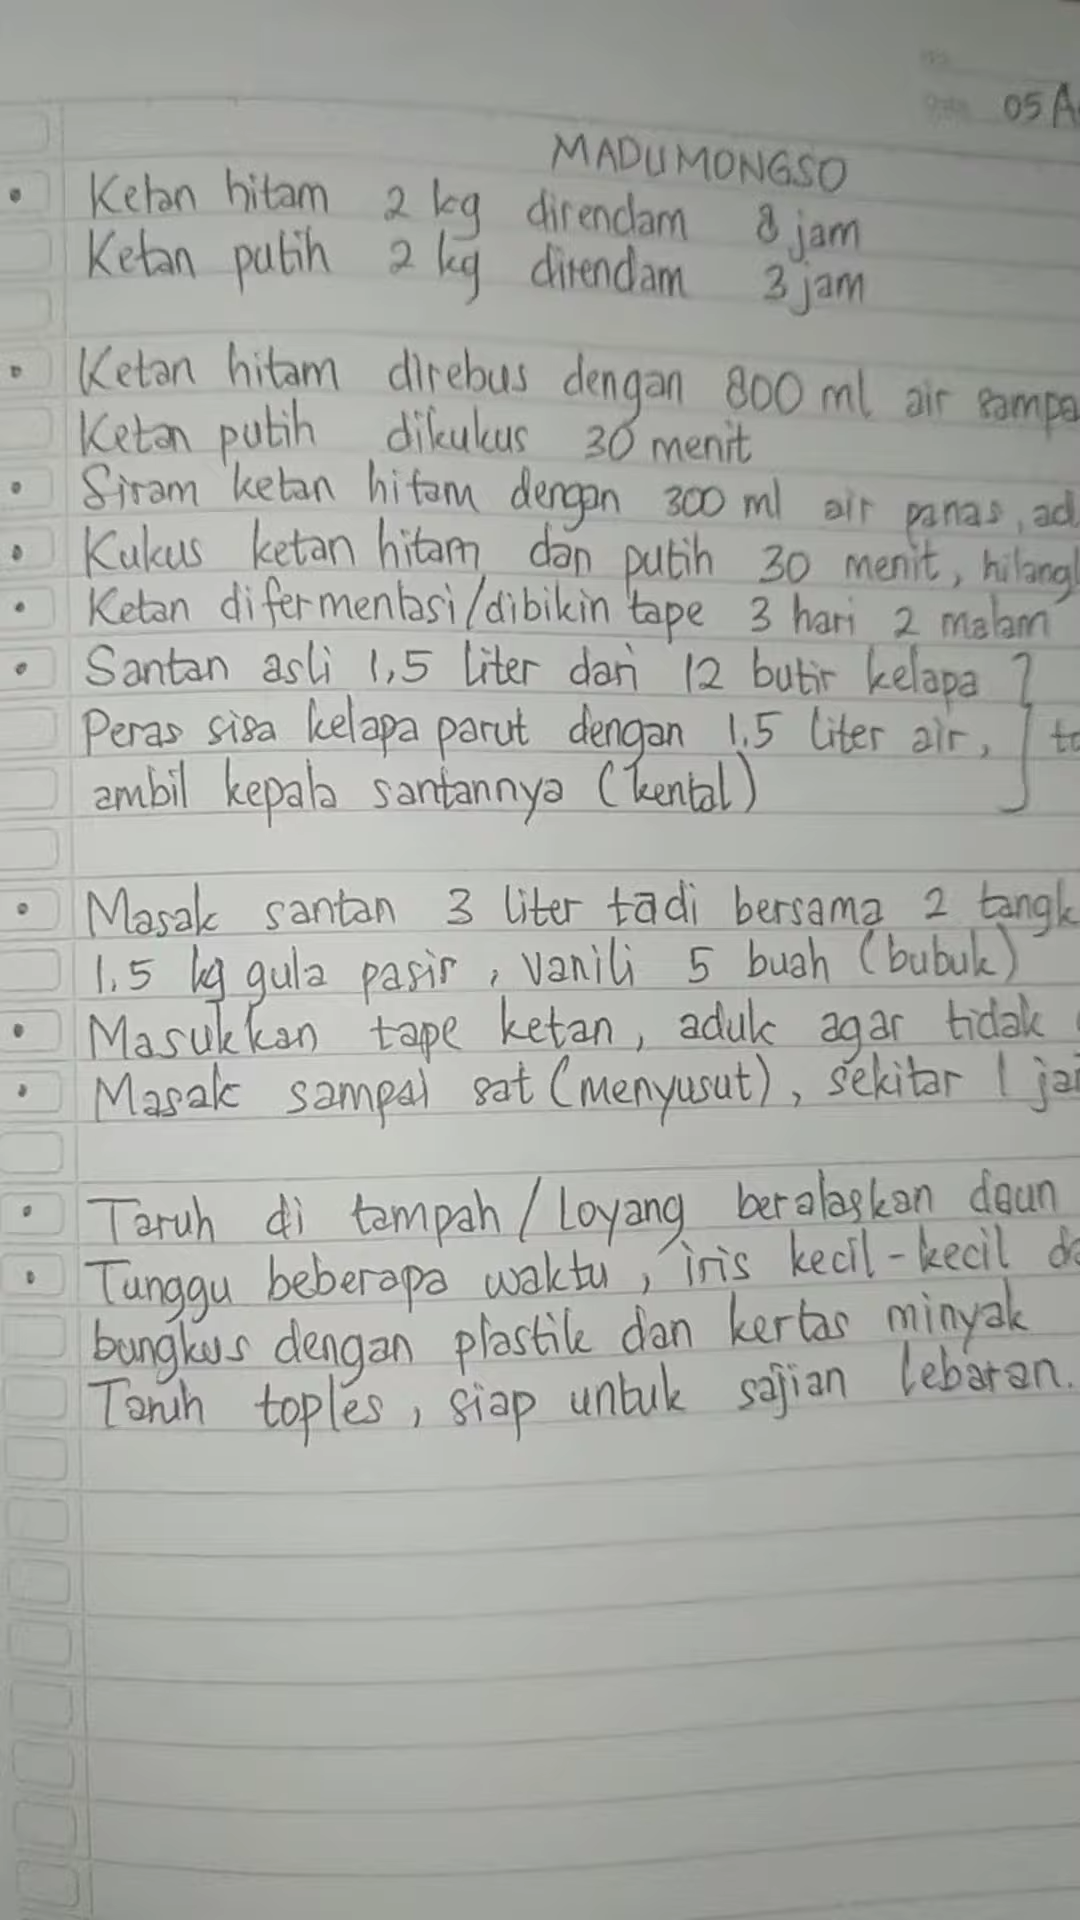 05 A
MADUMONGSO
• Ketan hitam 2 kg direndam 8 jam
Ketan putih 2 kg direndam 3 jam
• Ketan hitam direbus dengan 800 ml air sampa
Ketan putih dikukus 30 menit
• Siram ketan hitam dengan 300 ml air panas, ad
• Kukus ketan hitam dan putih 30 menit, hilang
• Ketan difermentasi/dibikin tape 3 hari 2 malam
• Santan asli 1,5 liter dari 12 butir kelapa
Peras sisa kelapa parut dengan 1.5 liter air,
ambil kepala santannya (kental)
• Masak santan 3 liter tadi bersama 2 tangk
1,5 kg gula pasir, vanili 5 buah (bubuk)
• Masukkan tape ketan, aduk agar tidak
• Masak sampai sat (menyusut), sekitar 1 ja
• Taruh di tampah/loyang beralaskan daun
• Tunggu beberapa waktu, iris kecil-kecil da
bungkus dengan plastik dan kertas minyak
Taruh toples, siap untuk sajian lebaran.